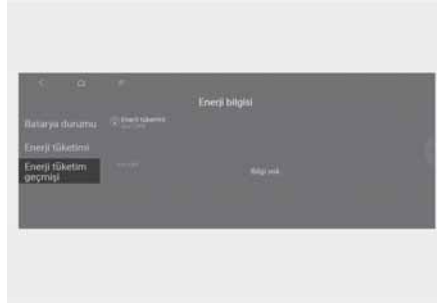 Enerji bilgisi
Batarya durumu
Enerji tüketimi
Enerji tüketimi
Enerji tüketim
geçmişi
Bilgi yok